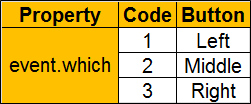 Property Code Button
1 Left
event.which 2 Middle
3 Right